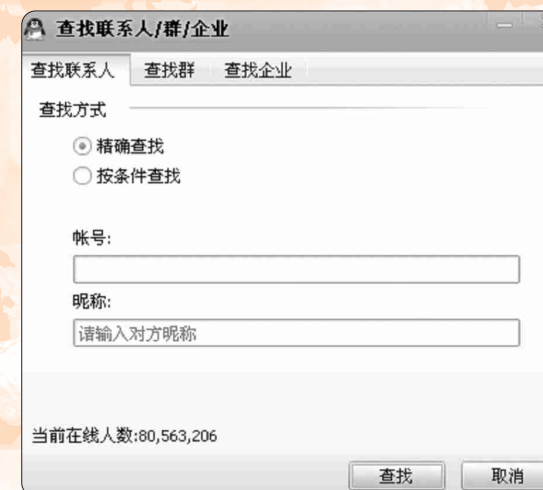 查找联系人/群/企业
查找联系人 查找群 查找企业
查找方式
精确查找
按条件查找
帐号:
昵称:
请输入对方昵称
当前在线人数:80,563,206
查找 取消